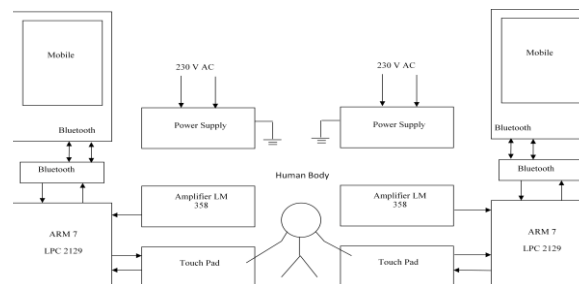 Mobile
Bluetooth
Bluetooth
ARM 7
LPC 2129
230 V AC
Power Supply
Amplifier LM
358
Touch Pad
Human Body
230 V AC
Power Supply
Amplifier LM
358
Touch Pad
Mobile
Bluetooth
Bluetooth
ARM 7
LPC 2129